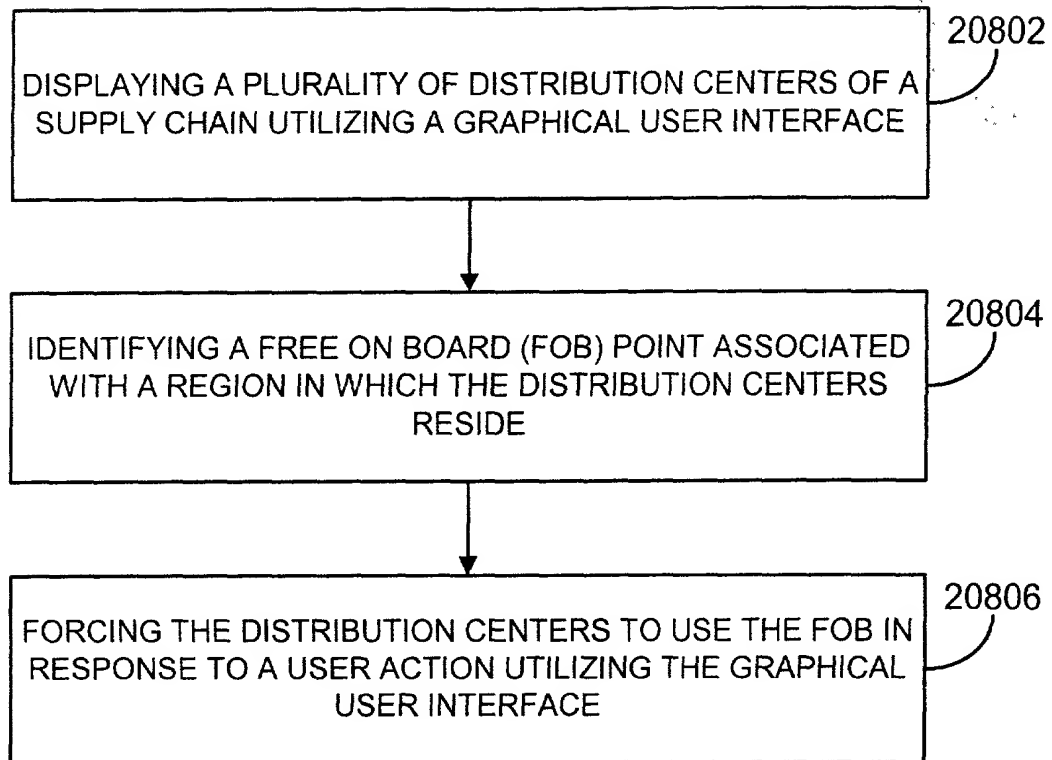 20802
DISPLAYING A PLURALITY OF DISTRIBUTION CENTERS OF A
SUPPLY CHAIN UTILIZING A GRAPHICAL USER INTERFACE
20804
IDENTIFYING A FREE ON BOARD (FOB) POINT ASSOCIATED
WITH A REGION IN WHICH THE DISTRIBUTION CENTERS
RESIDE
20806
FORCING THE DISTRIBUTION CENTERS TO USE THE FOB IN
RESPONSE TO A USER ACTION UTILIZING THE GRAPHICAL
USER INTERFACE